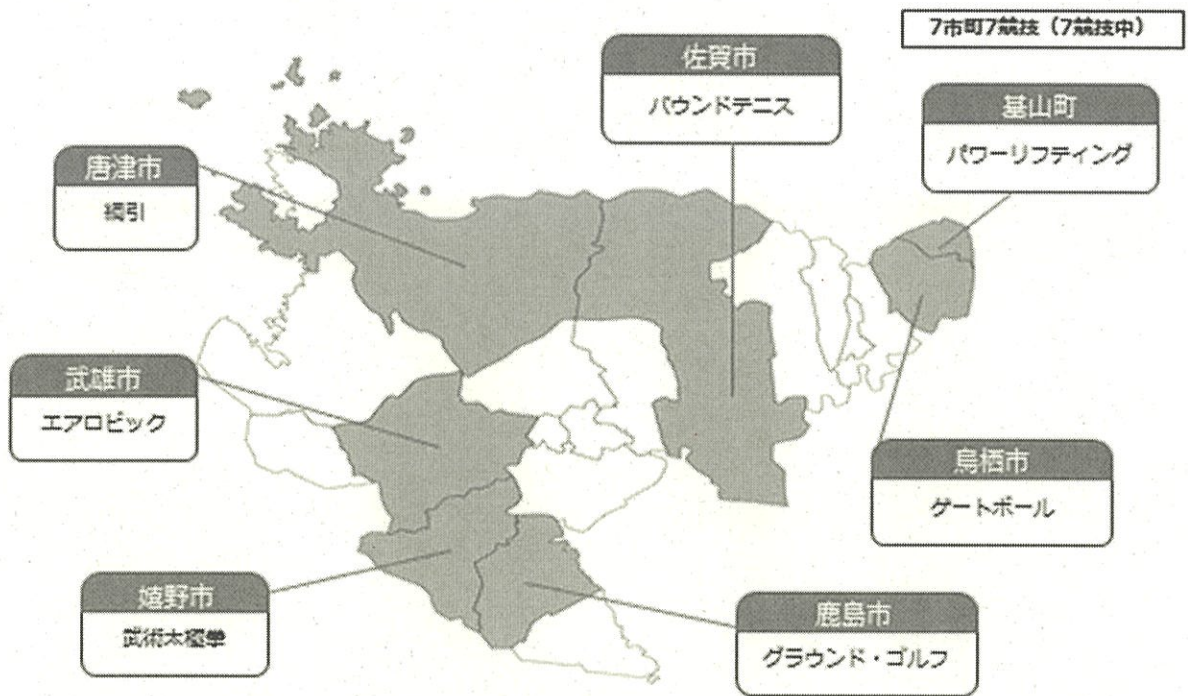 7市町7競技（7競技中）
佐賀市
バウンドテニス
基山町
パワーリフティング
唐津市
綱引
武雄市
エアロビック
鳥栖市
ゲートボール
嬉野市
武術太極拳
鹿島市
グラウンド・ゴルフ